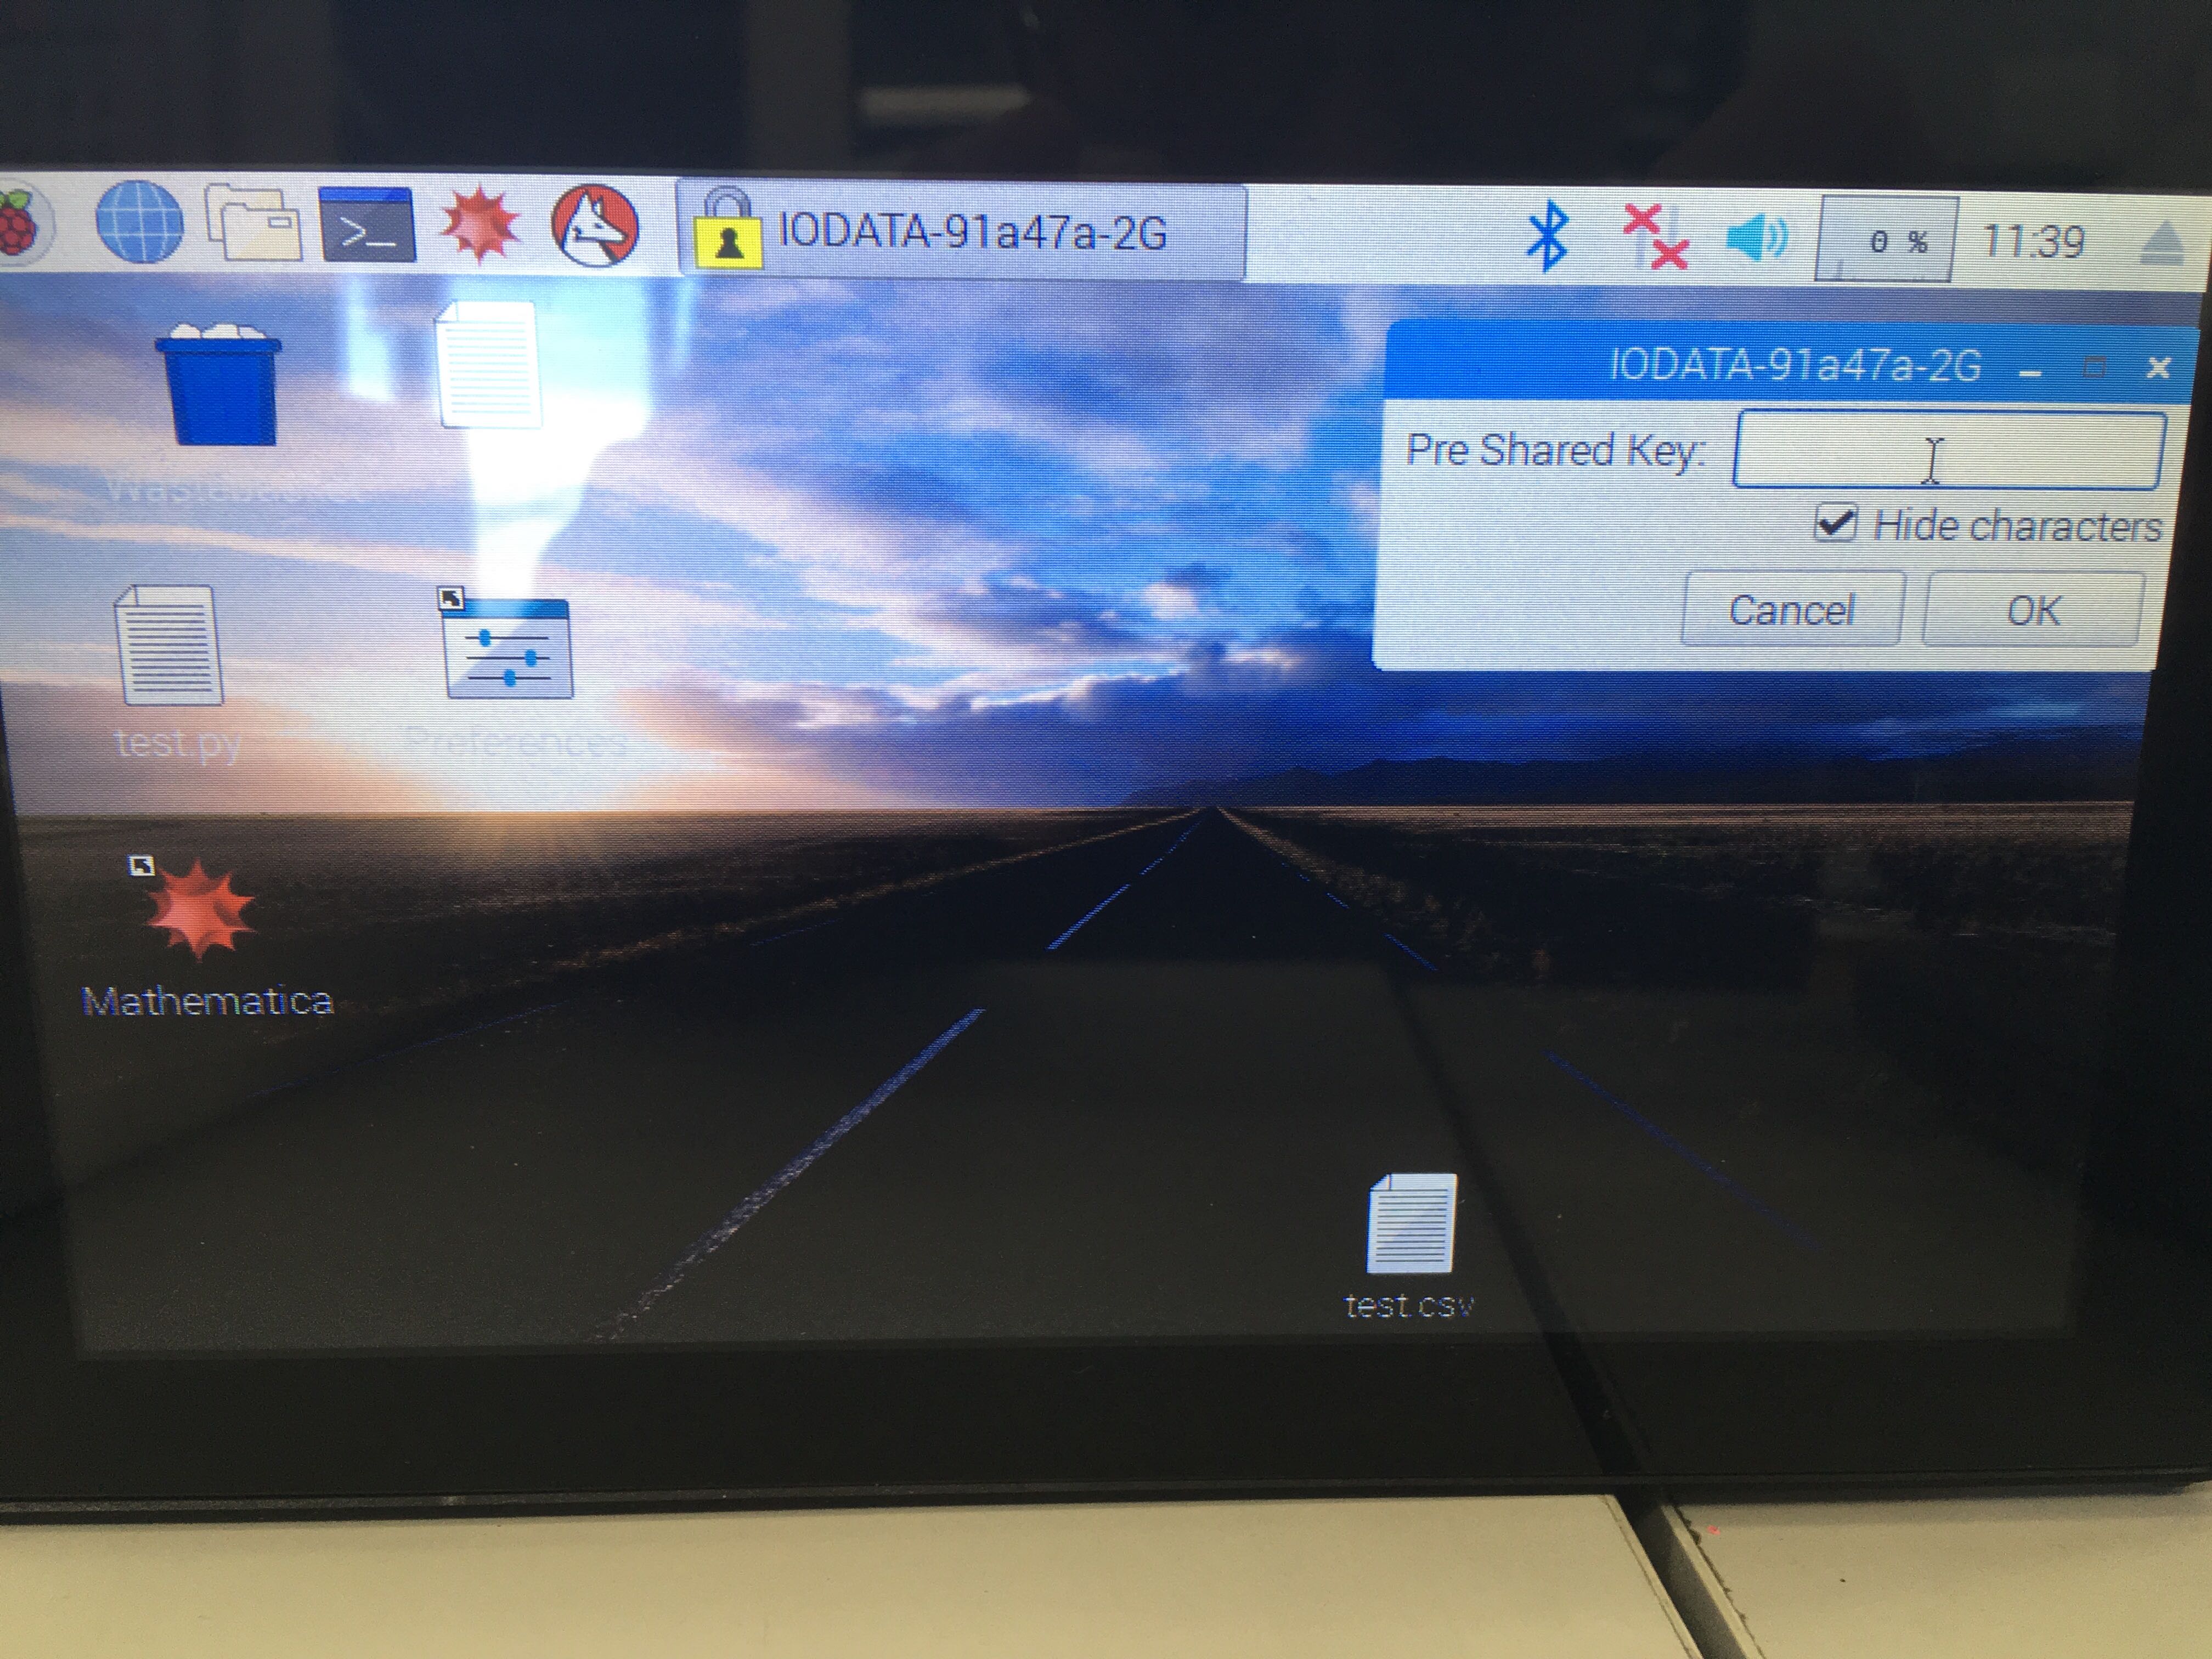 >_
IODATA-91a47a-2G
0 %
11:39
IODATA-91a47a-2G
Pre Shared Key:
Hide characters
Cancel
OK
test.py
Preferences
Mathematica
test.csv